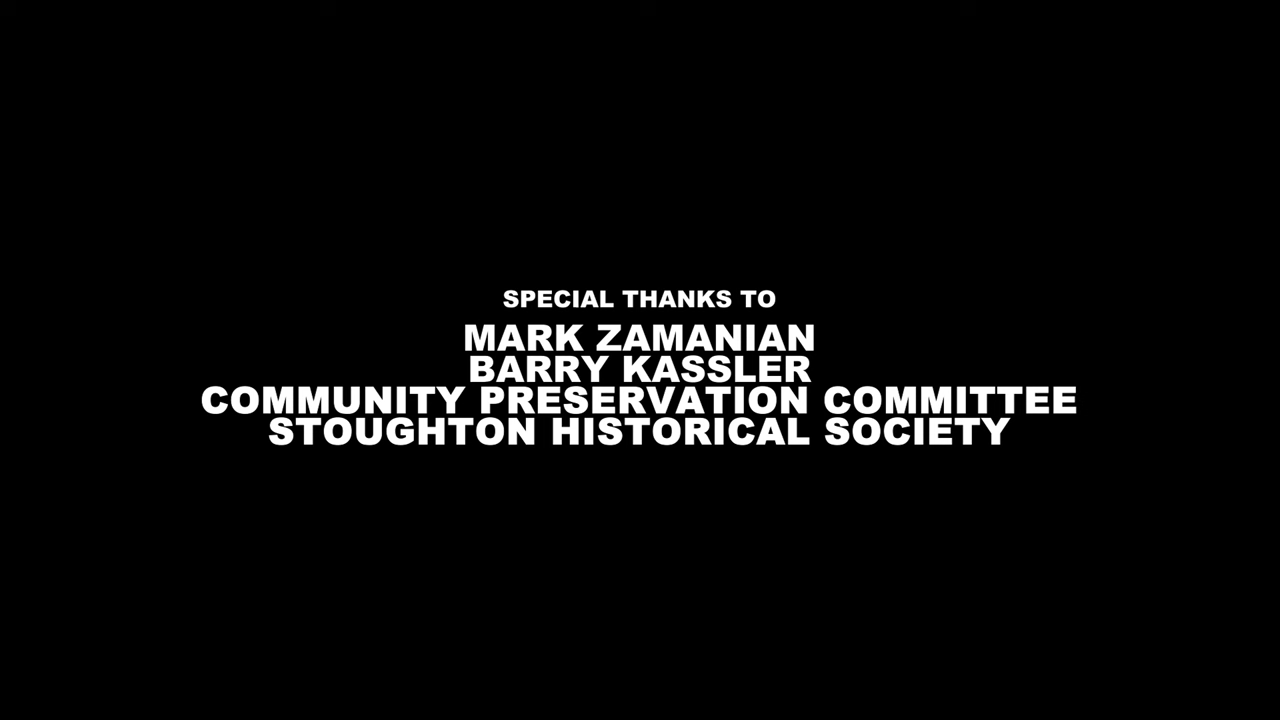 SPECIAL THANKS TO
MARK ZAMANIAN
BARRY KASSLER
COMMUNITY PRESERVATION COMMITTEE
STOUGHTON HISTORICAL SOCIETY